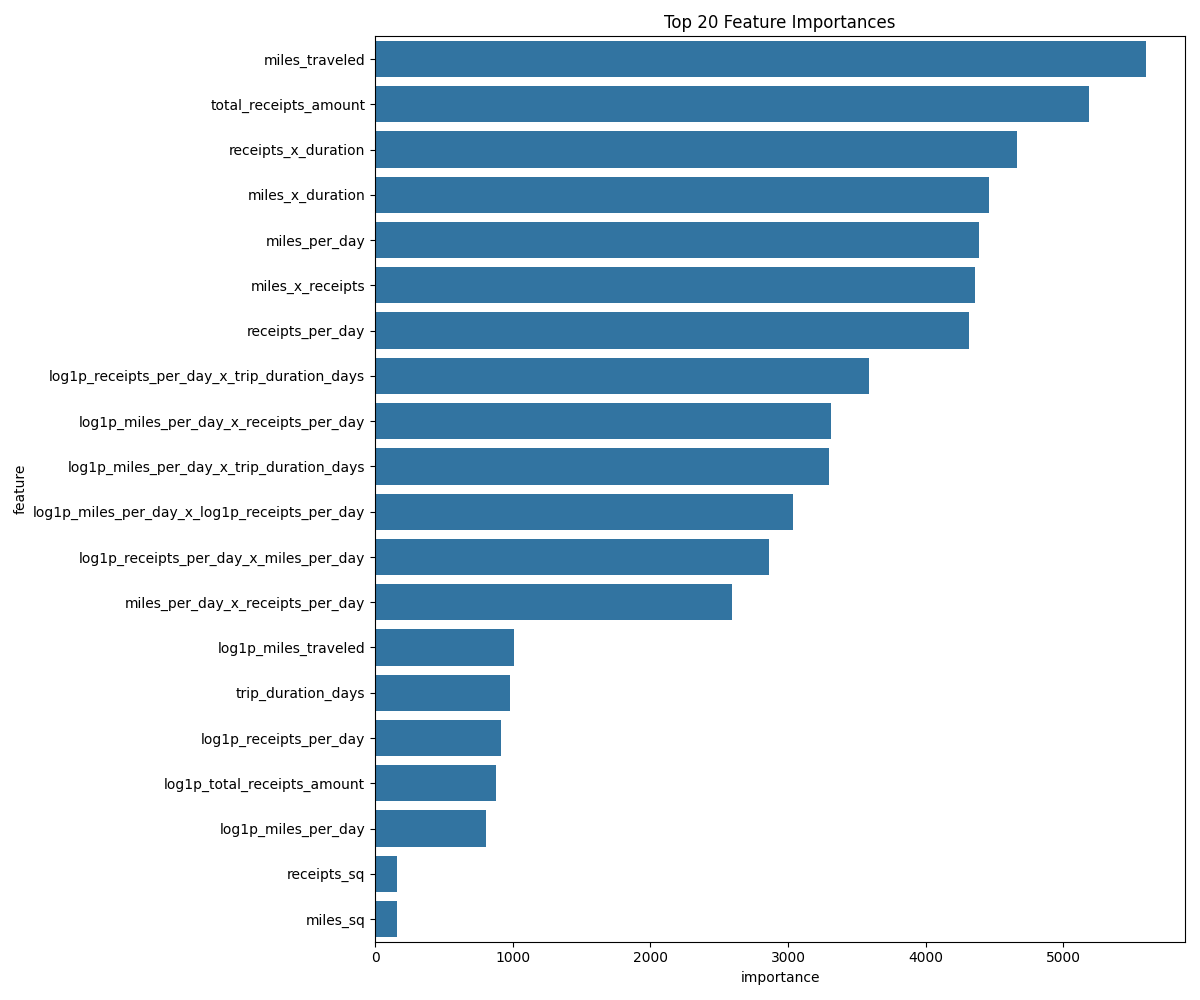 Top 20 Feature Importances
miles_traveled
total_receipts_amount
receipts_x_duration
miles_x_duration
miles_per_day
miles_x_receipts
receipts_per_day
log1p_receipts_per_day_x_trip_duration_days
log1p_miles_per_day_x_receipts_per_day
log1p_miles_per_day_x_trip_duration_days
log1p_miles_per_day_x_log1p_receipts_per_day
log1p_receipts_per_day_x_miles_per_day
miles_per_day_x_receipts_per_day
log1p_miles_traveled
trip_duration_days
log1p_receipts_per_day
log1p_total_receipts_amount
log1p_miles_per_day
receipts_sq
miles_sq
feature
0 1000 2000 3000 4000 5000
importance